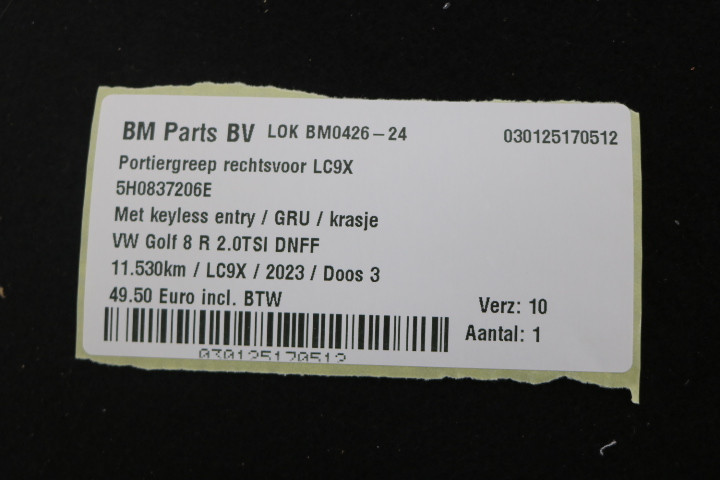 BM Parts BV LOK BM0426-24 030125170512
Portiergreep rechtsvoor LC9X
5H0837206E
Met keyless entry / GRU / krasje
VW Golf 8 R 2.0TSI DNFF
11.530km / LC9X / 2023 / Doos 3
49.50 Euro incl. BTW
Verz: 10
Aantal: 1
030125170512